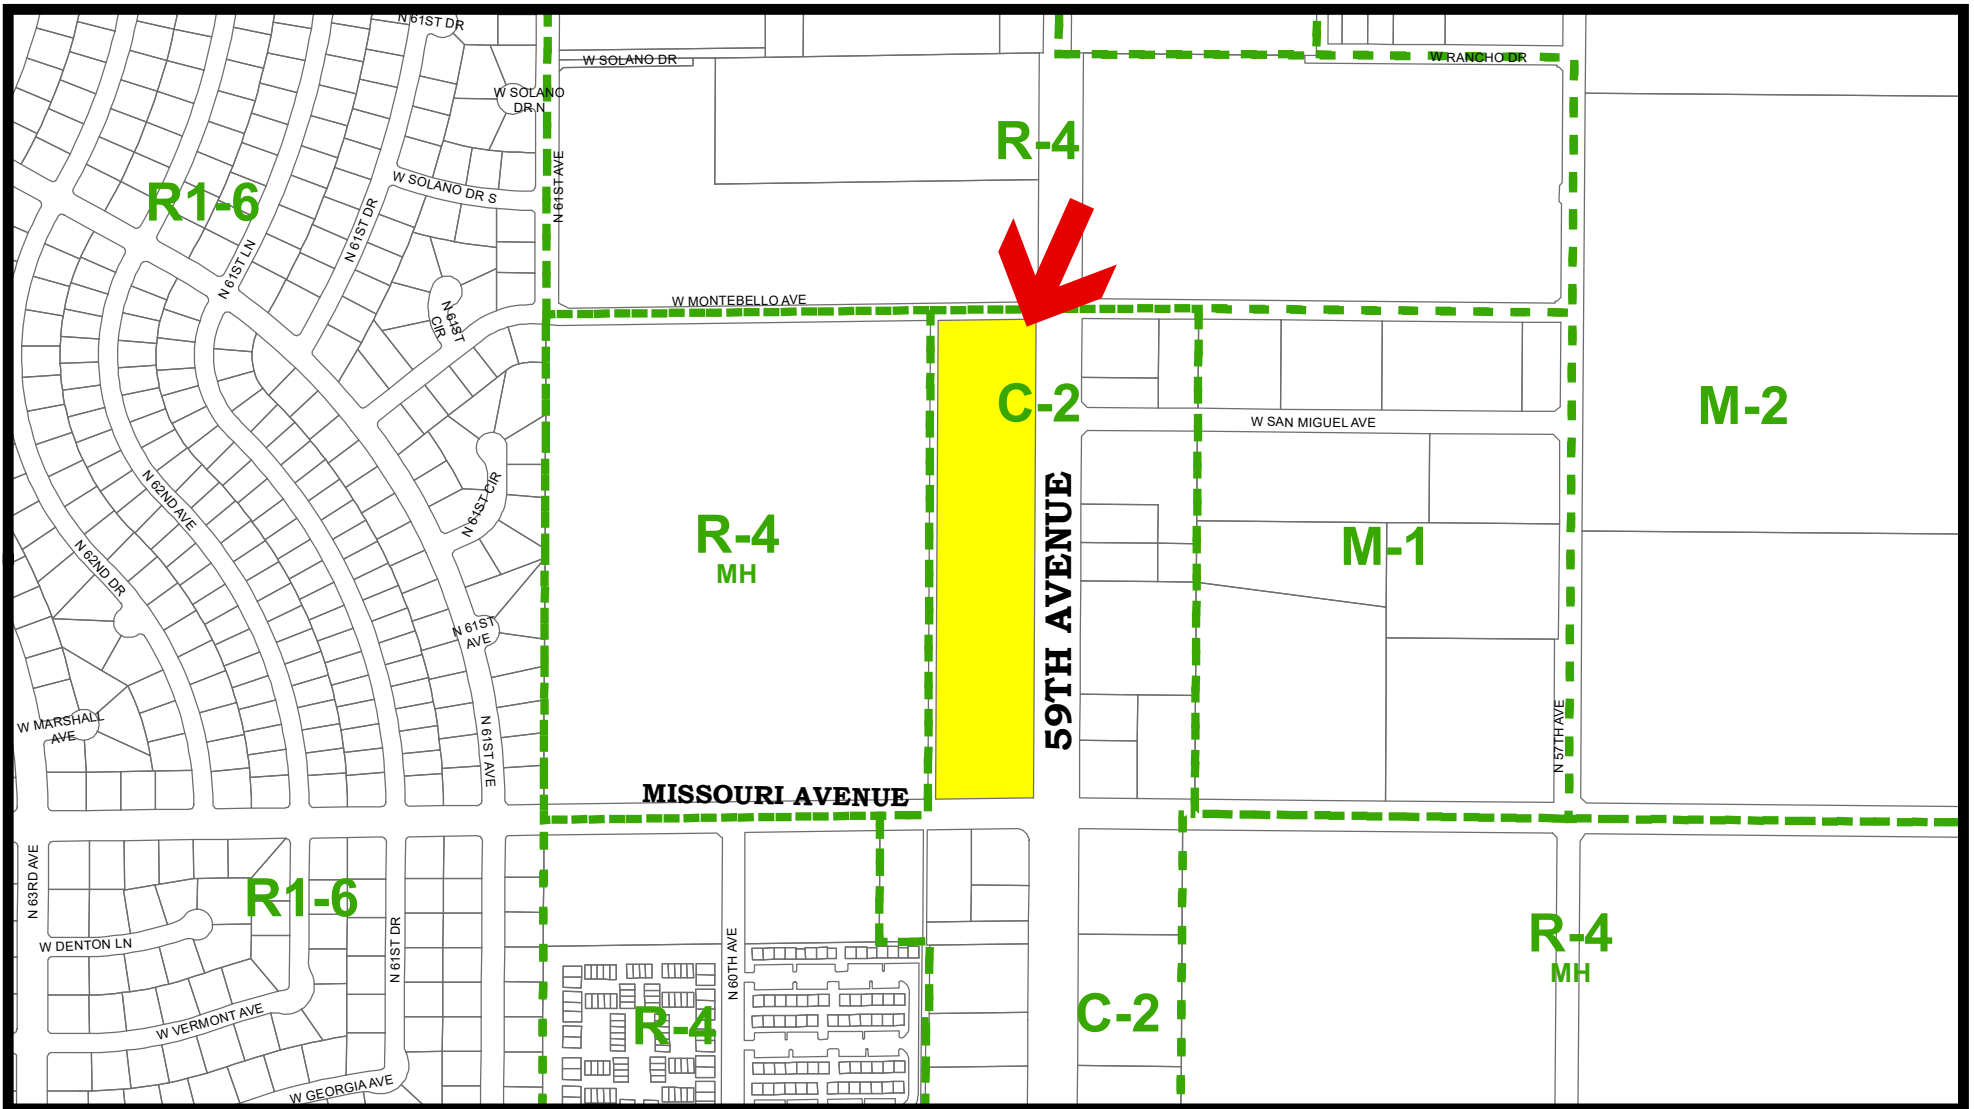 N 61ST DR
W SOLANO DR
W RANCHO DR
W SOLANO
DR N
R-4
N 61ST AVE
W SOLANO DR S
R1-6
N 61ST DR
N 61ST LN
W MONTEBELLO AVE
N 61ST
CIR
C-2
M-2
W SAN MIGUEL AVE
N 62ND AVE
N 61ST CIR
59TH AVENUE
R-4
MH
M-1
N 62ND DR
N 61ST
AVE
W MARSHALL
AVE
N 61ST AVE
N 57TH AVE
MISSOURI AVENUE
N 63RD AVE
R1-6
W DENTON LN
N 61ST DR
N 60TH AVE
R-4
MH
W VERMONT AVE
R-4
C-2
W GEORGIA AVE